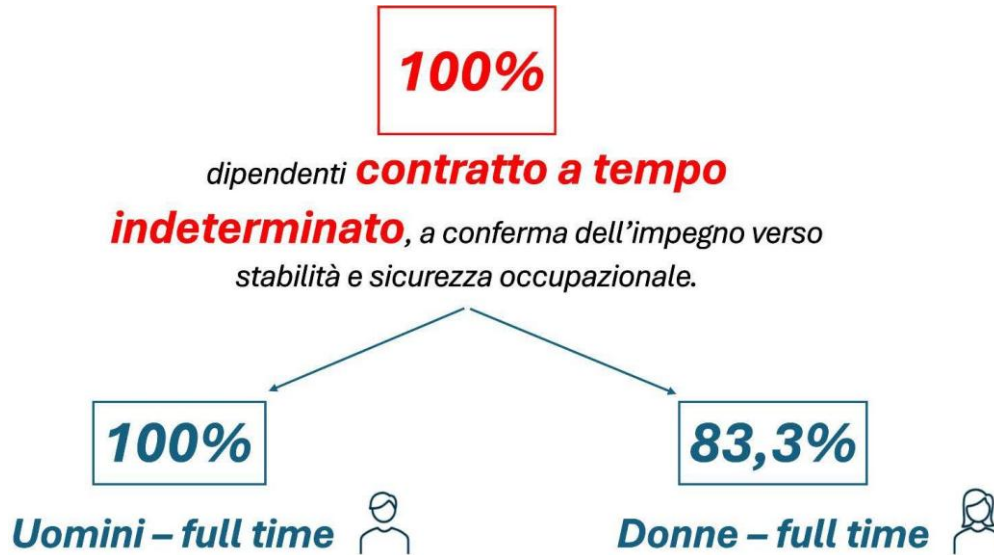 100%
dipendenti contratto a tempo
indeterminato, a conferma dell’impegno verso
stabilità e sicurezza occupazionale.
100%
83,3%
Uomini – full time
Donne – full time